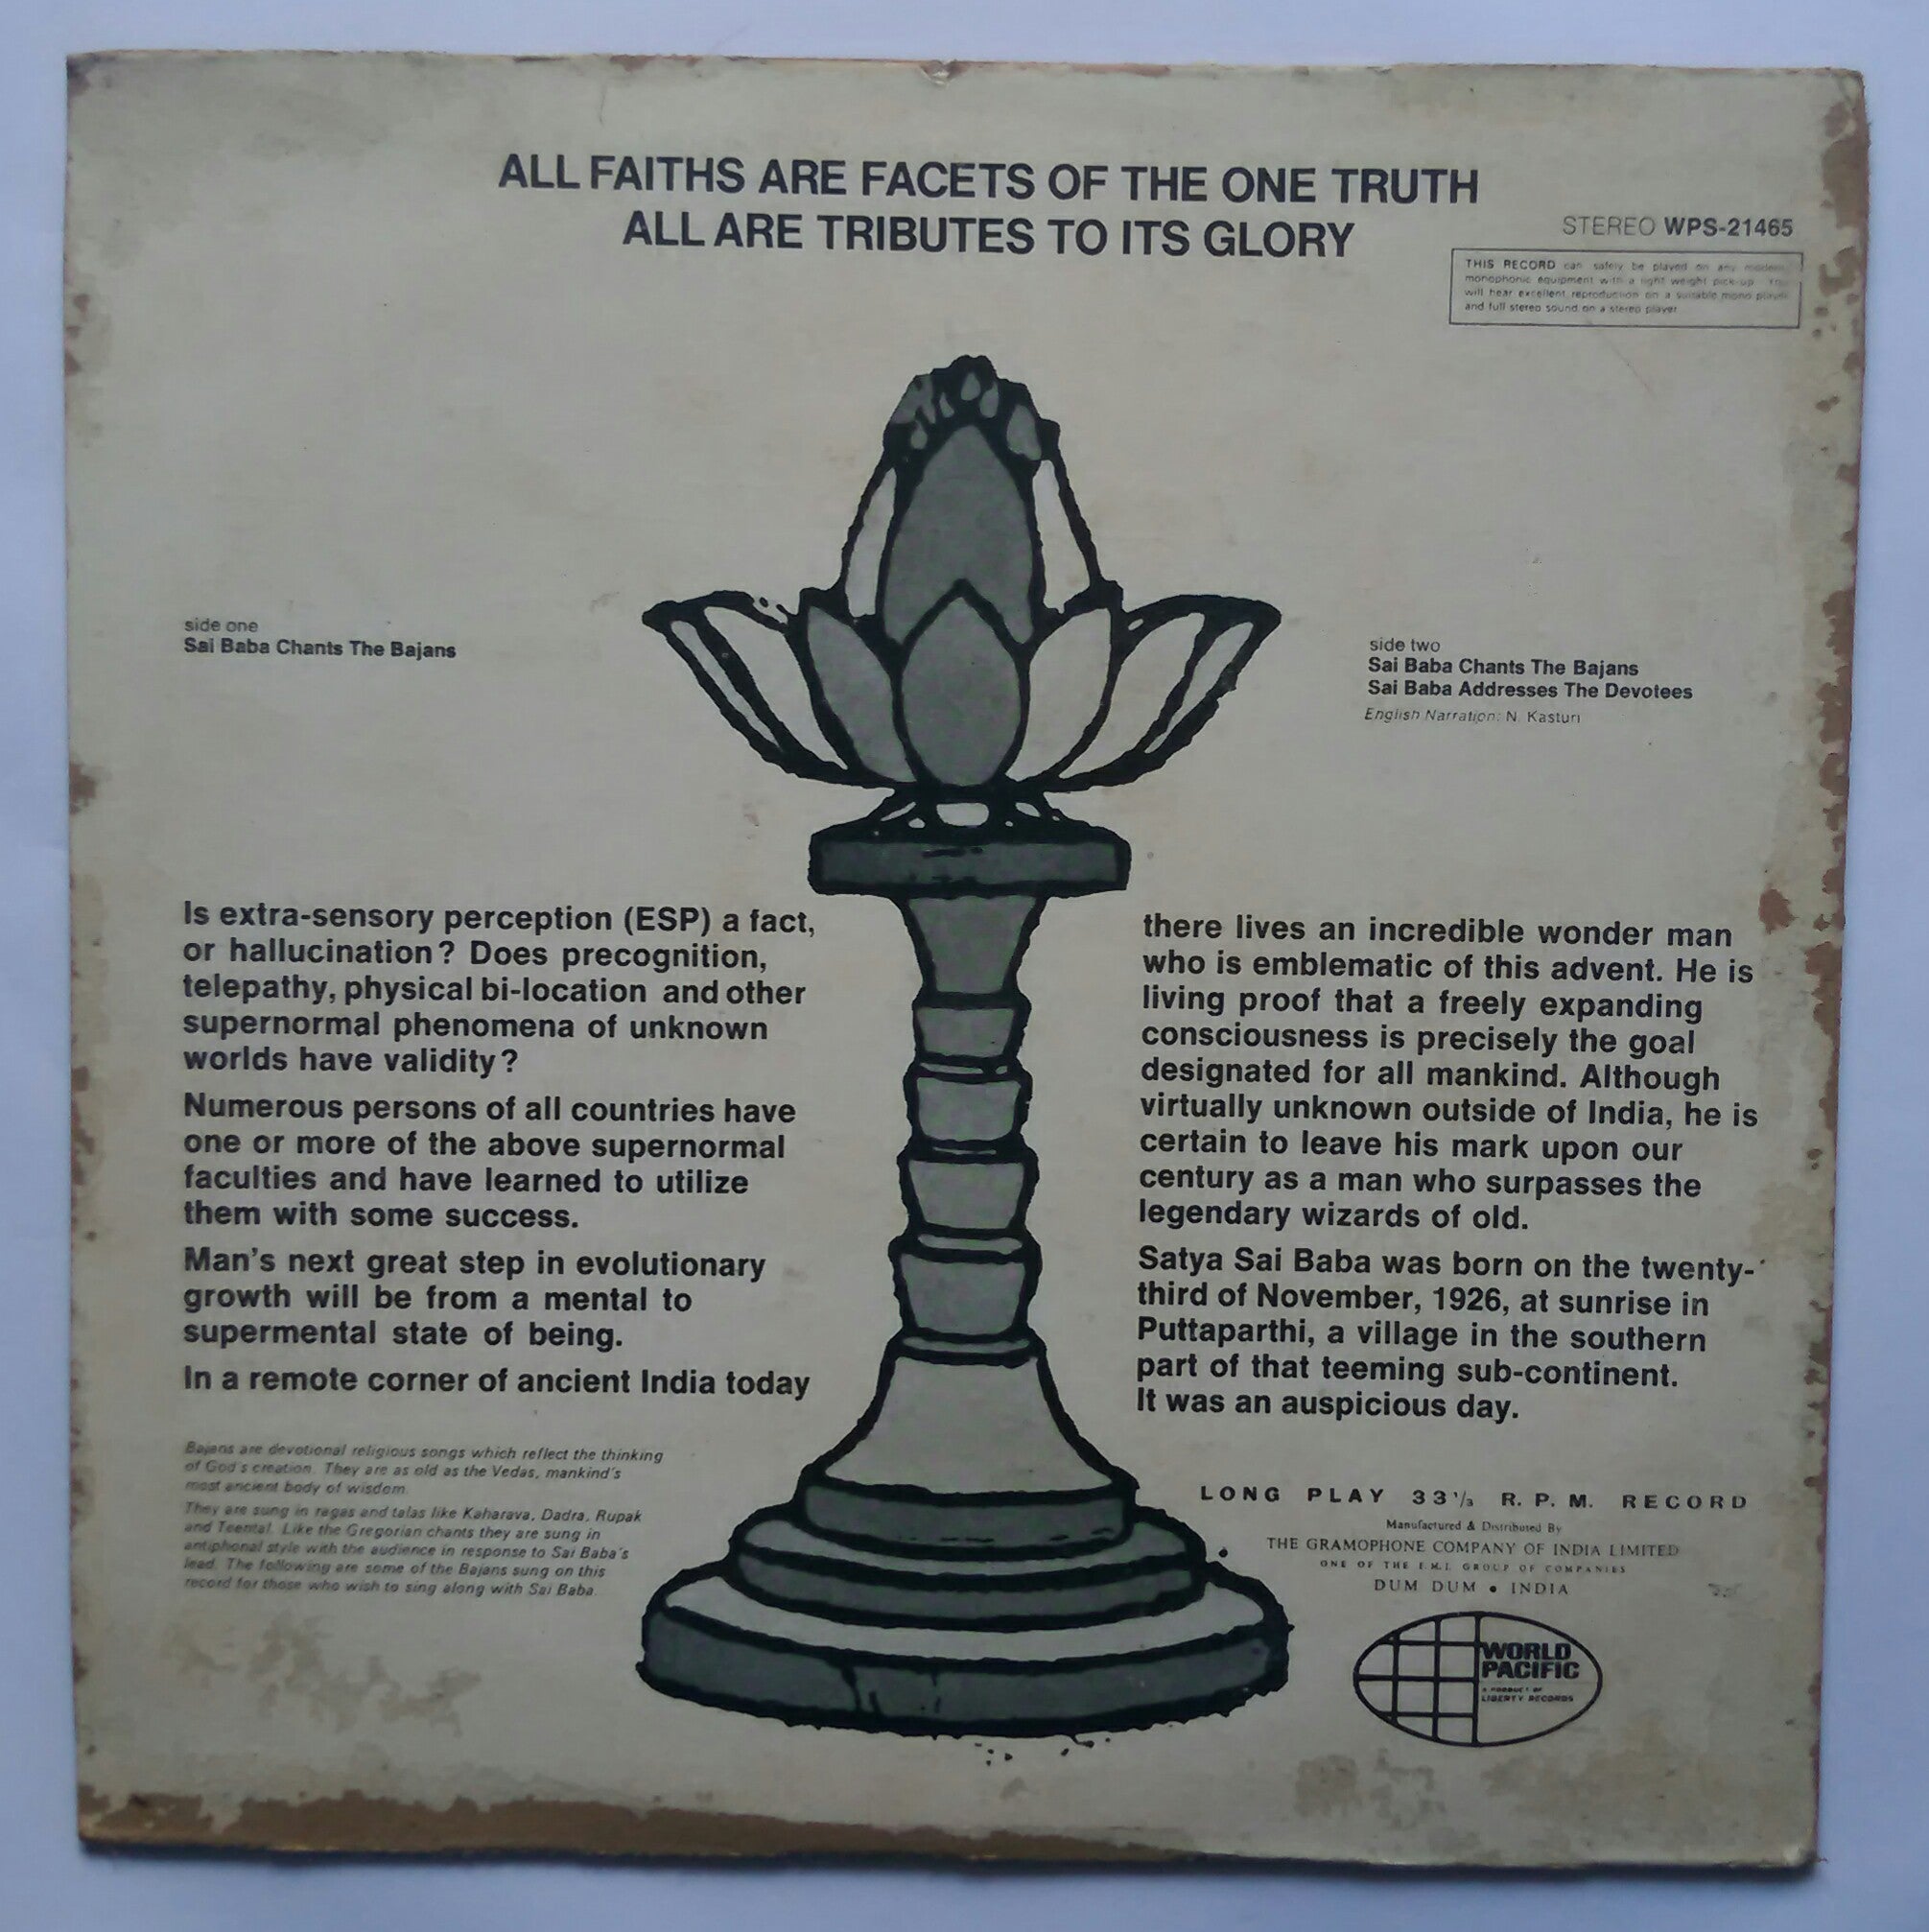 ALL FAITHS ARE FACETS OF THE ONE TRUTH
ALL ARE TRIBUTES TO ITS GLORY
STEREO WPS-21465
THIS RECORD can safely be played on any modern
monophonic equipment with a light weight pick-up. You
will hear excellent reproduction on a suitable mono player
and full stereo sound on a stereo player
side one
Sai Baba Chants The Bajans
side two
Sai Baba Chants The Bajans
Sai Baba Addresses The Devotees
English Narration: N. Kasturi
Is extra-sensory perception (ESP) a fact,
or hallucination? Does precognition,
telepathy, physical bi-location and other
supernormal phenomena of unknown
worlds have validity?
Numerous persons of all countries have
one or more of the above supernormal
faculties and have learned to utilize
them with some success.
Man's next great step in evolutionary
growth will be from a mental to
supermental state of being.
In a remote corner of ancient India today
there lives an incredible wonder man
who is emblematic of this advent. He is
living proof that a freely expanding
consciousness is precisely the goal
designated for all mankind. Although
virtually unknown outside of India, he is
certain to leave his mark upon our
century as a man who surpasses the
legendary wizards of old.
Satya Sai Baba was born on the twenty-
third of November, 1926, at sunrise in
Puttaparthi, a village in the southern
part of that teeming sub-continent.
It was an auspicious day.
Bajans are devotional religious songs which reflect the thinking
of God's creation. They are as old as the Vedas, mankind's
most ancient body of wisdom.
They are sung in ragas and talas like Kaharava, Dadra, Rupak
and Teental. Like the Gregorian chants they are sung in
antiphonal style with the audience in response to Sai Baba's
lead. The following are some of the Bajans sung on this
record for those who wish to sing along with Sai Baba.
LONG PLAY 33⅓ R. P. M. RECORD
Manufactured & Distributed By
THE GRAMOPHONE COMPANY OF INDIA LIMITED
ONE OF THE E.M.I. GROUP OF COMPANIES
DUM DUM • INDIA
WORLD
PACIFIC
A PRODUCT OF
LIBERTY RECORDS